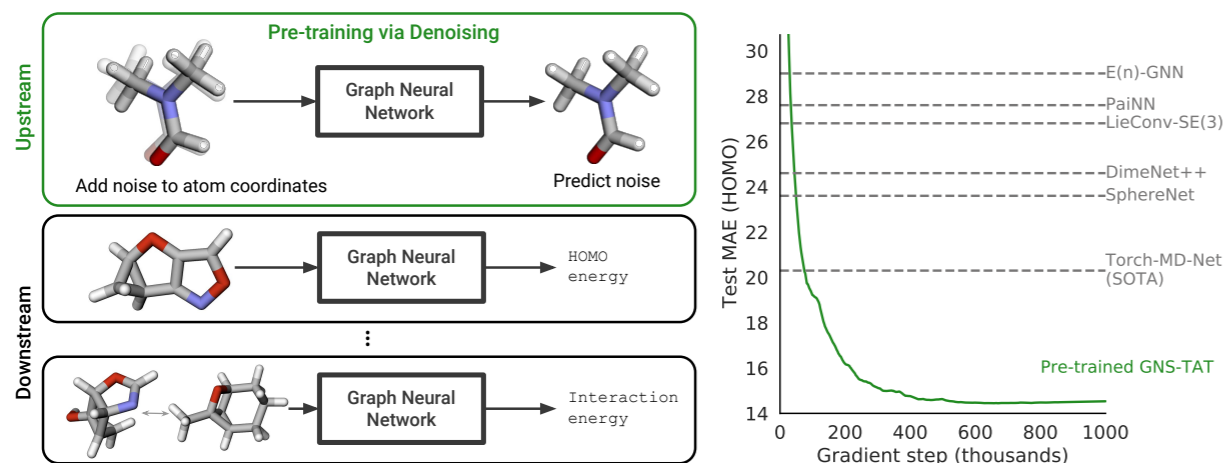 Upstream
Pre-training via Denoising
Graph Neural
Network
Add noise to atom coordinates
Predict noise
Downstream
Graph Neural
Network
HOMO
energy
...
Graph Neural
Network
Interaction
energy
Test MAE (HOMO)
30
28
26
24
22
20
18
16
14
E(n)-GNN
PaiNN
LieConv-SE(3)
DimeNet++
SphereNet
Torch-MD-Net
(SOTA)
Pre-trained GNS-TAT
0 200 400 600 800 1000
Gradient step (thousands)